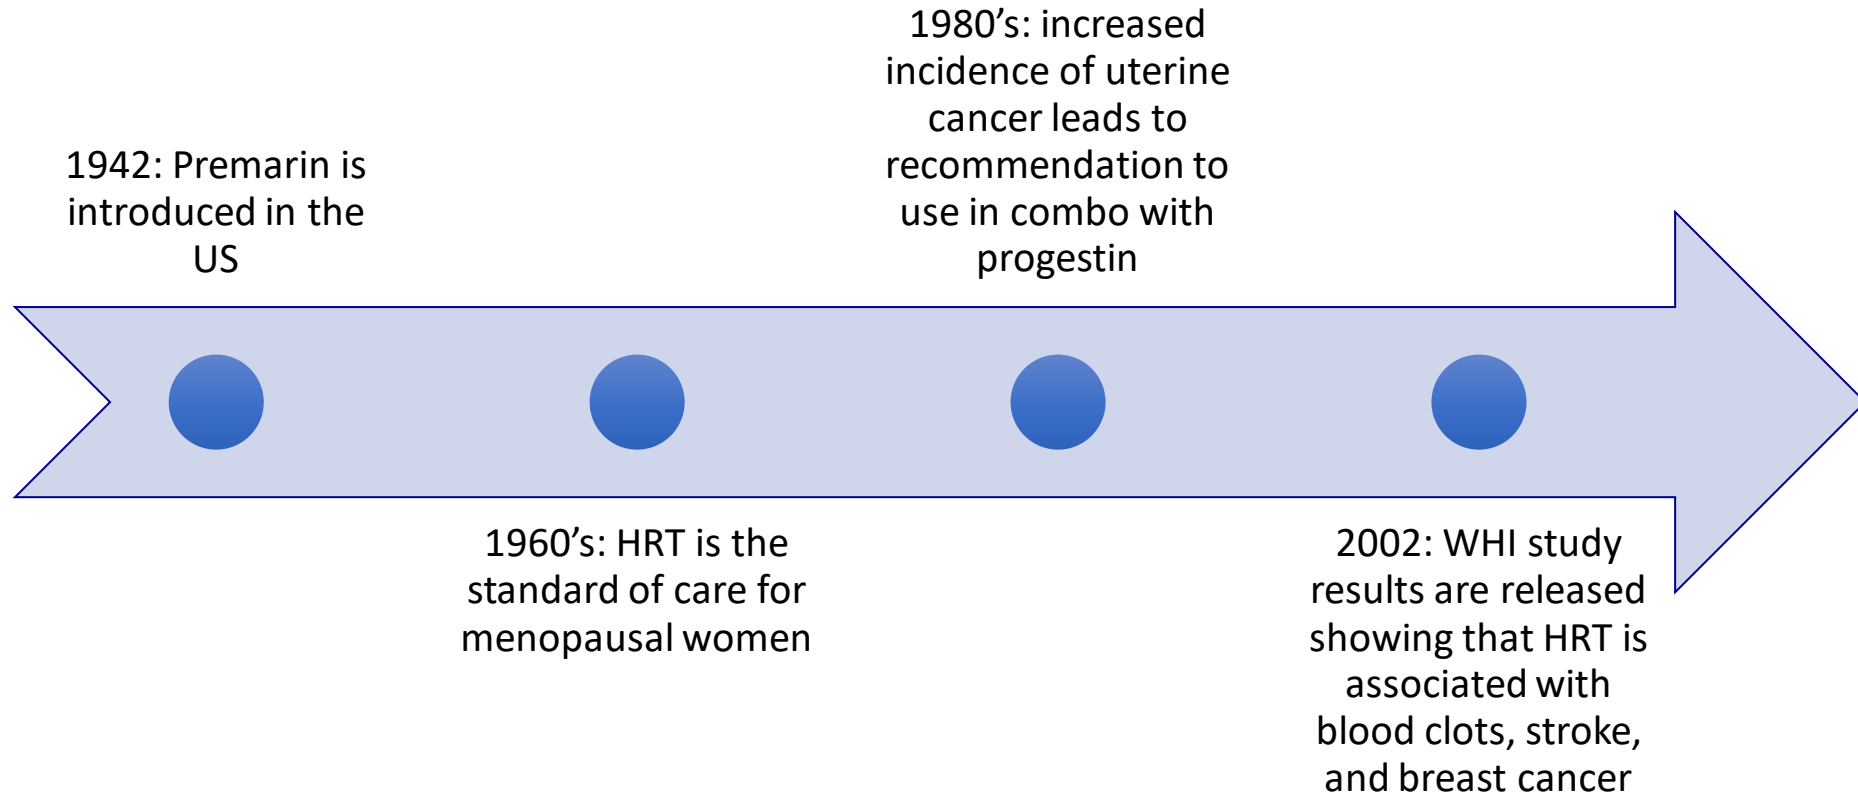 1942: Premarin is
introduced in the
US
1960’s: HRT is the
standard of care for
menopausal women
1980’s: increased
incidence of uterine
cancer leads to
recommendation to
use in combo with
progestin
2002: WHI study
results are released
showing that HRT is
associated with
blood clots, stroke,
and breast cancer